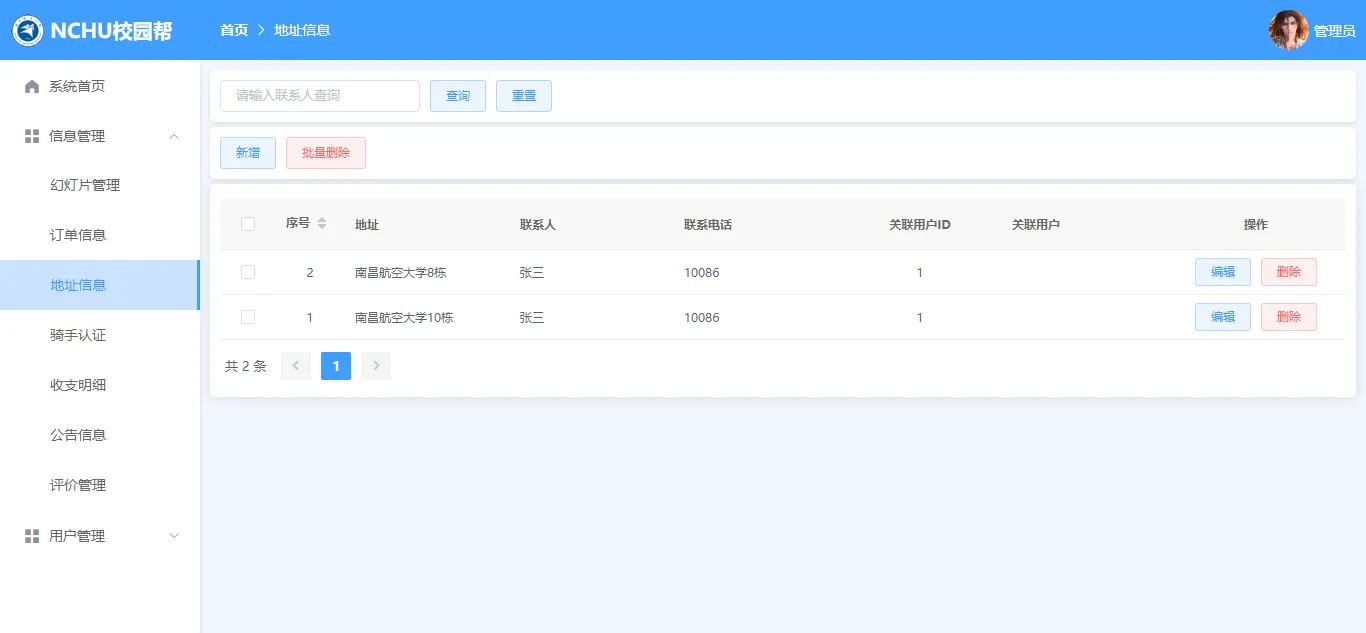 NCHU校园帮
首页 > 地址信息
管理员
系统首页
信息管理
幻灯片管理
订单信息
地址信息
骑手认证
收支明细
公告信息
评价管理
用户管理
请输入联系人查询 查询 重置
新增 批量删除
序号 地址 联系人 联系电话 关联用户ID 关联用户 操作
2 南昌航空大学8栋 张三 10086 1 编辑 删除
1 南昌航空大学10栋 张三 10086 1 编辑 删除
共 2 条 < 1 >